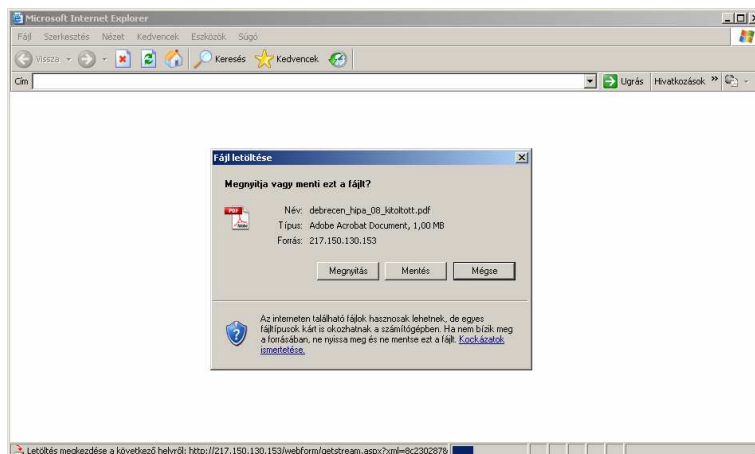 Microsoft Internet Explorer
Fájl Szerkesztés Nézet Kedvencek Eszközök Súgó
Vissza Keresés Kedvencek
Cím Ugrás Hivatkozások »
Fájl letöltése
Megnyitja vagy menti ezt a fájlt?
Név: debrecen_hipa_08_kitoltott.pdf
Típus: Adobe Acrobat Document, 1,00 MB
Forrás: 217.150.130.153
Megnyitás Mentés Mégse
Az interneten található fájlok hasznosak lehetnek, de egyes
fájltípusok kárt is okozhatnak a számítógépben. Ha nem bízik meg
a forrásában, ne nyissa meg és ne mentse ezt a fájlt. Kockázatok
ismertetése.
Letöltés megkezdése a következő helyről: http://217.150.130.153/webform/getstream.aspx?xml=8c2302878